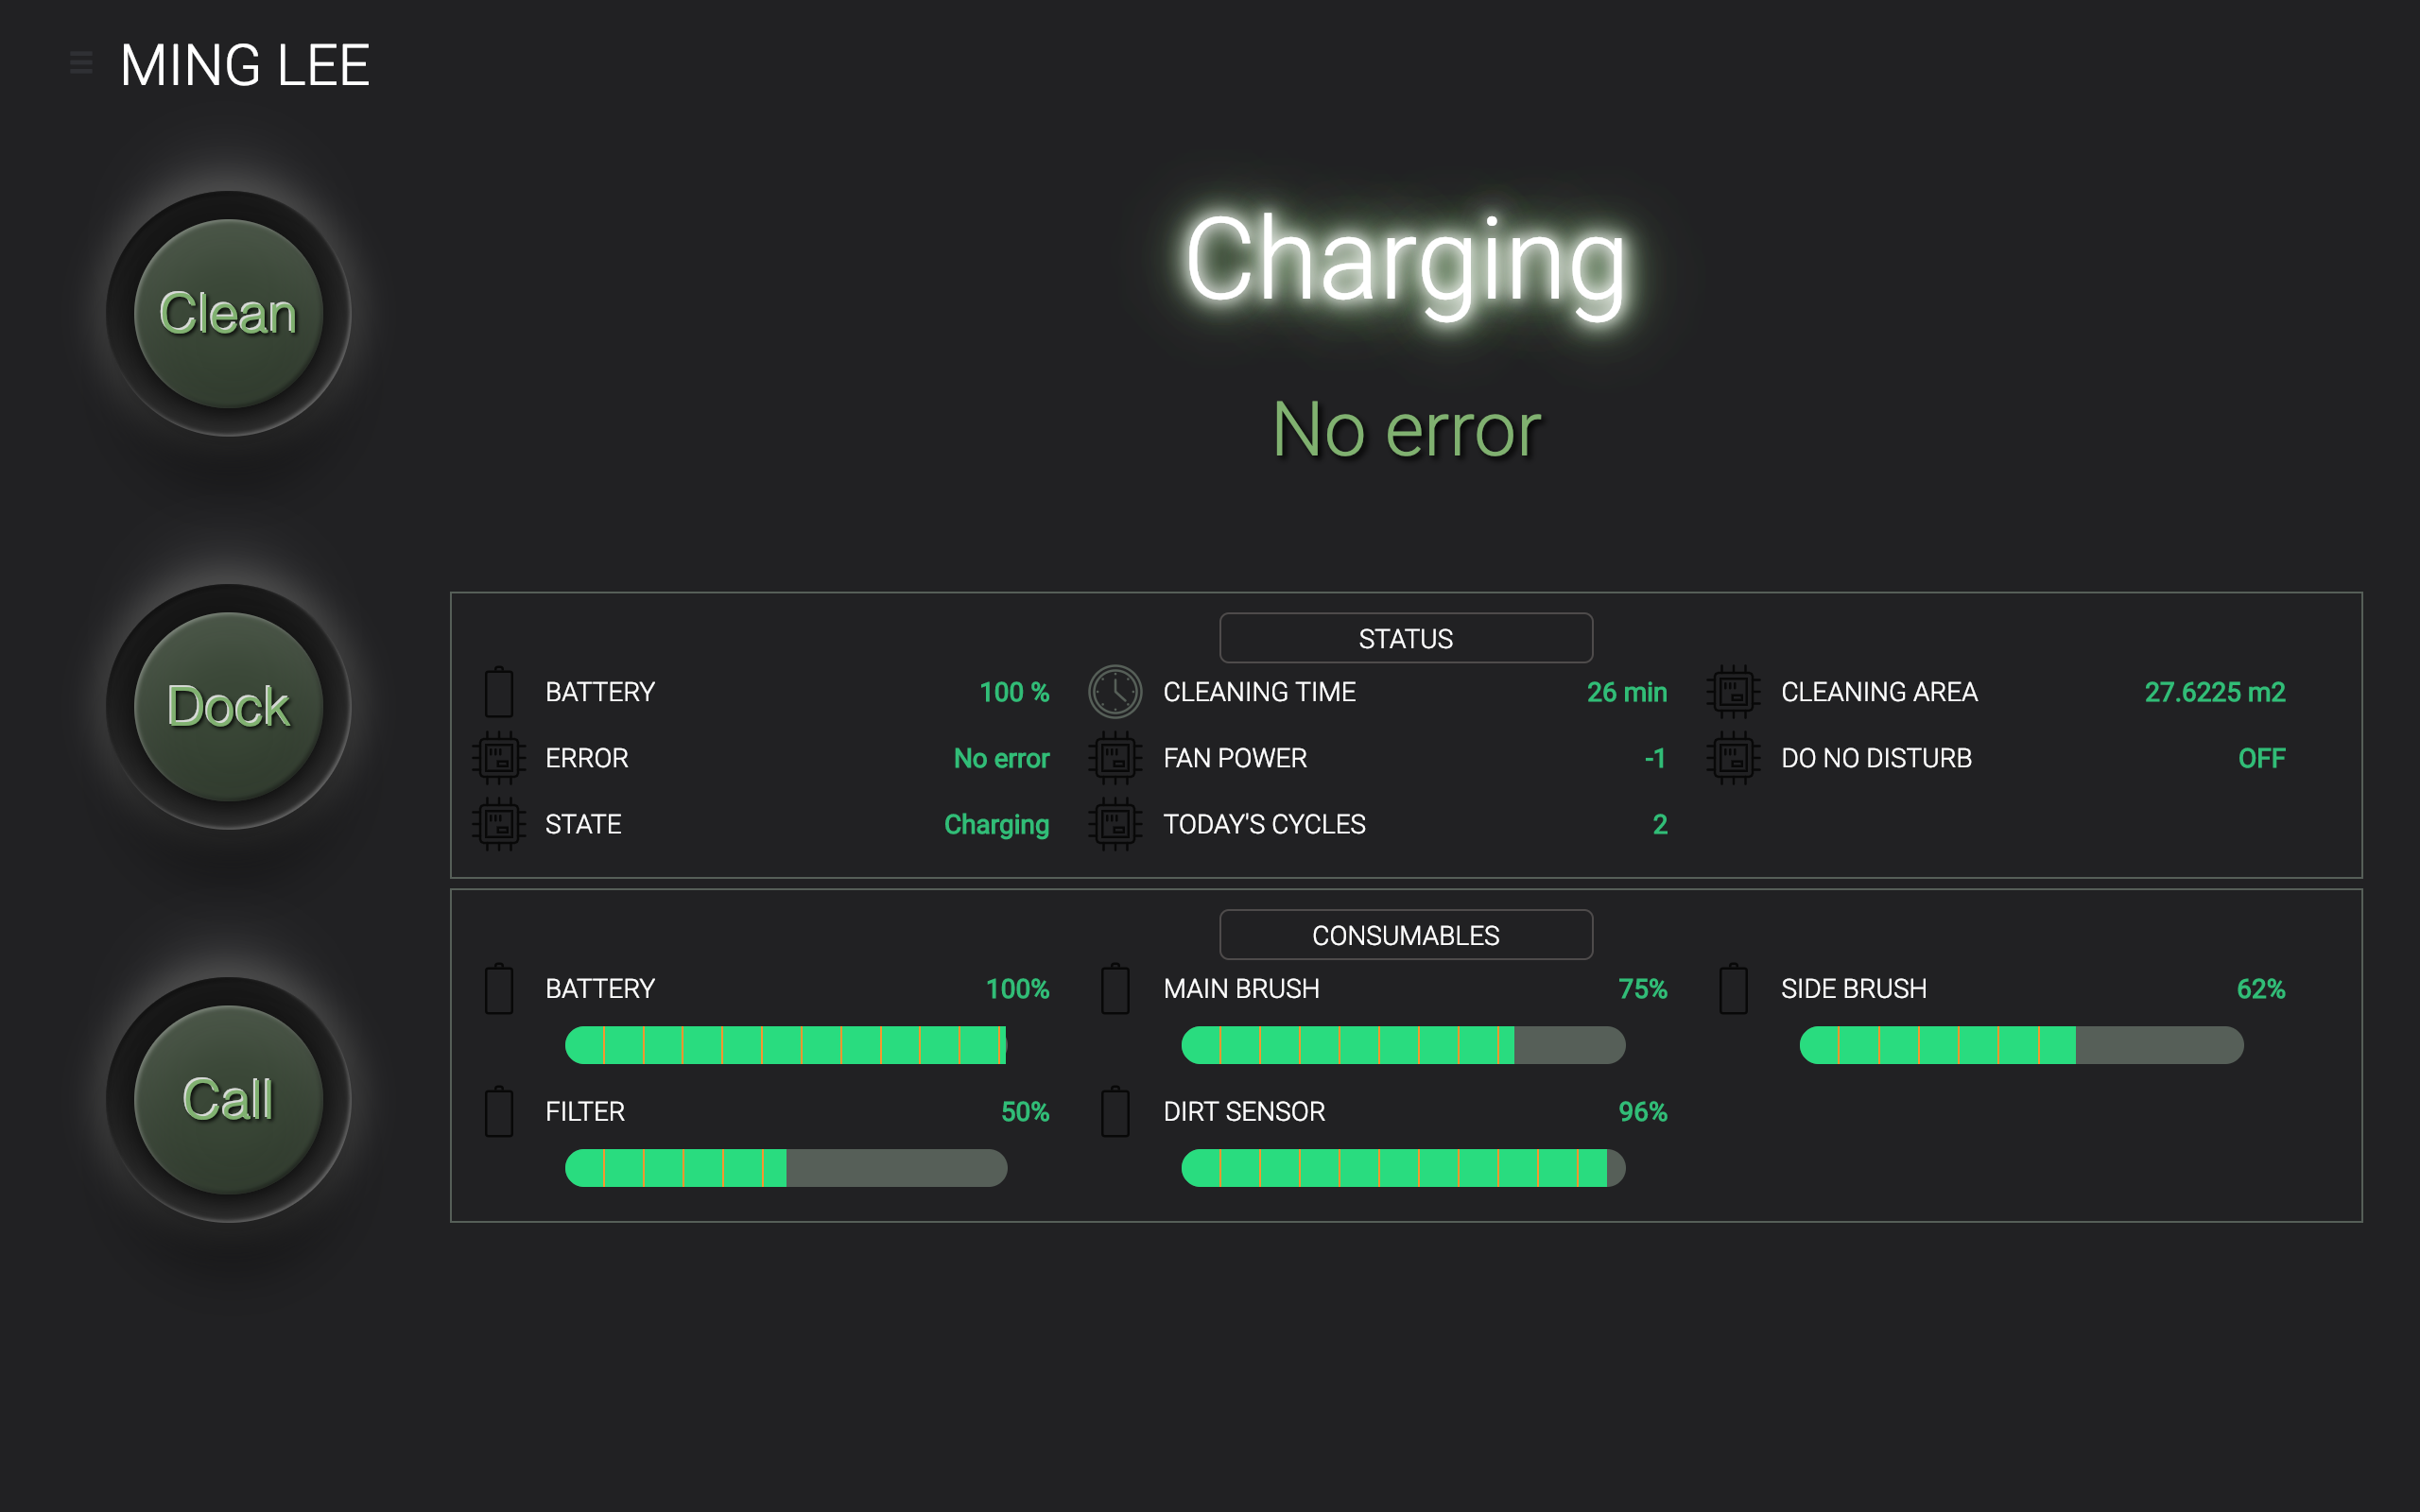 MING LEE
Clean
Charging
No error
Dock
STATUS
BATTERY 100 % CLEANING TIME 26 min CLEANING AREA 27.6225 m2
ERROR No error FAN POWER -1 DO NO DISTURB OFF
STATE Charging TODAY'S CYCLES 2
CONSUMABLES
BATTERY 100% MAIN BRUSH 75% SIDE BRUSH 62%
Call
FILTER 50% DIRT SENSOR 96%